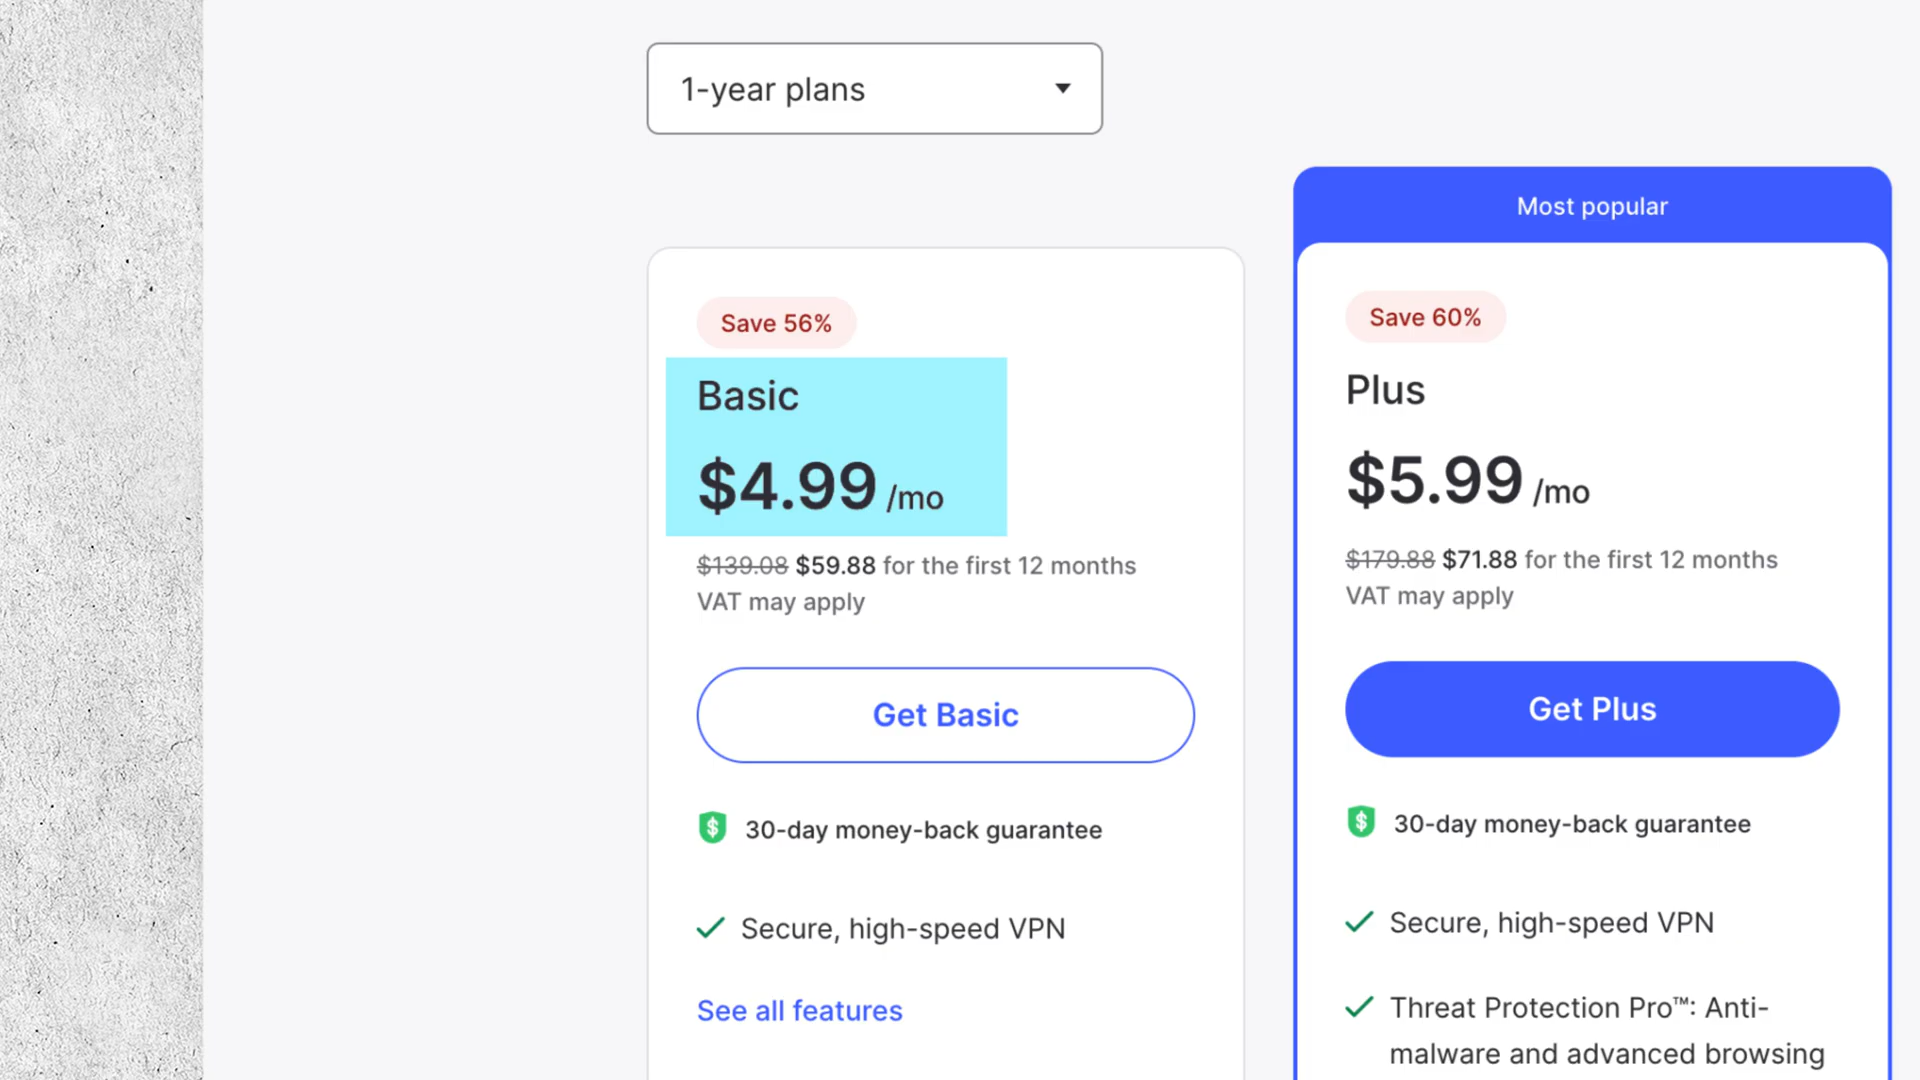 1-year plans
Save 56%
Basic
$4.99 /mo
$139.08 $59.88 for the first 12 months
VAT may apply
Get Basic
30-day money-back guarantee
Secure, high-speed VPN
See all features
Most popular
Save 60%
Plus
$5.99 /mo
$179.88 $71.88 for the first 12 months
VAT may apply
Get Plus
30-day money-back guarantee
Secure, high-speed VPN
Threat Protection Pro™: Anti-
malware and advanced browsing